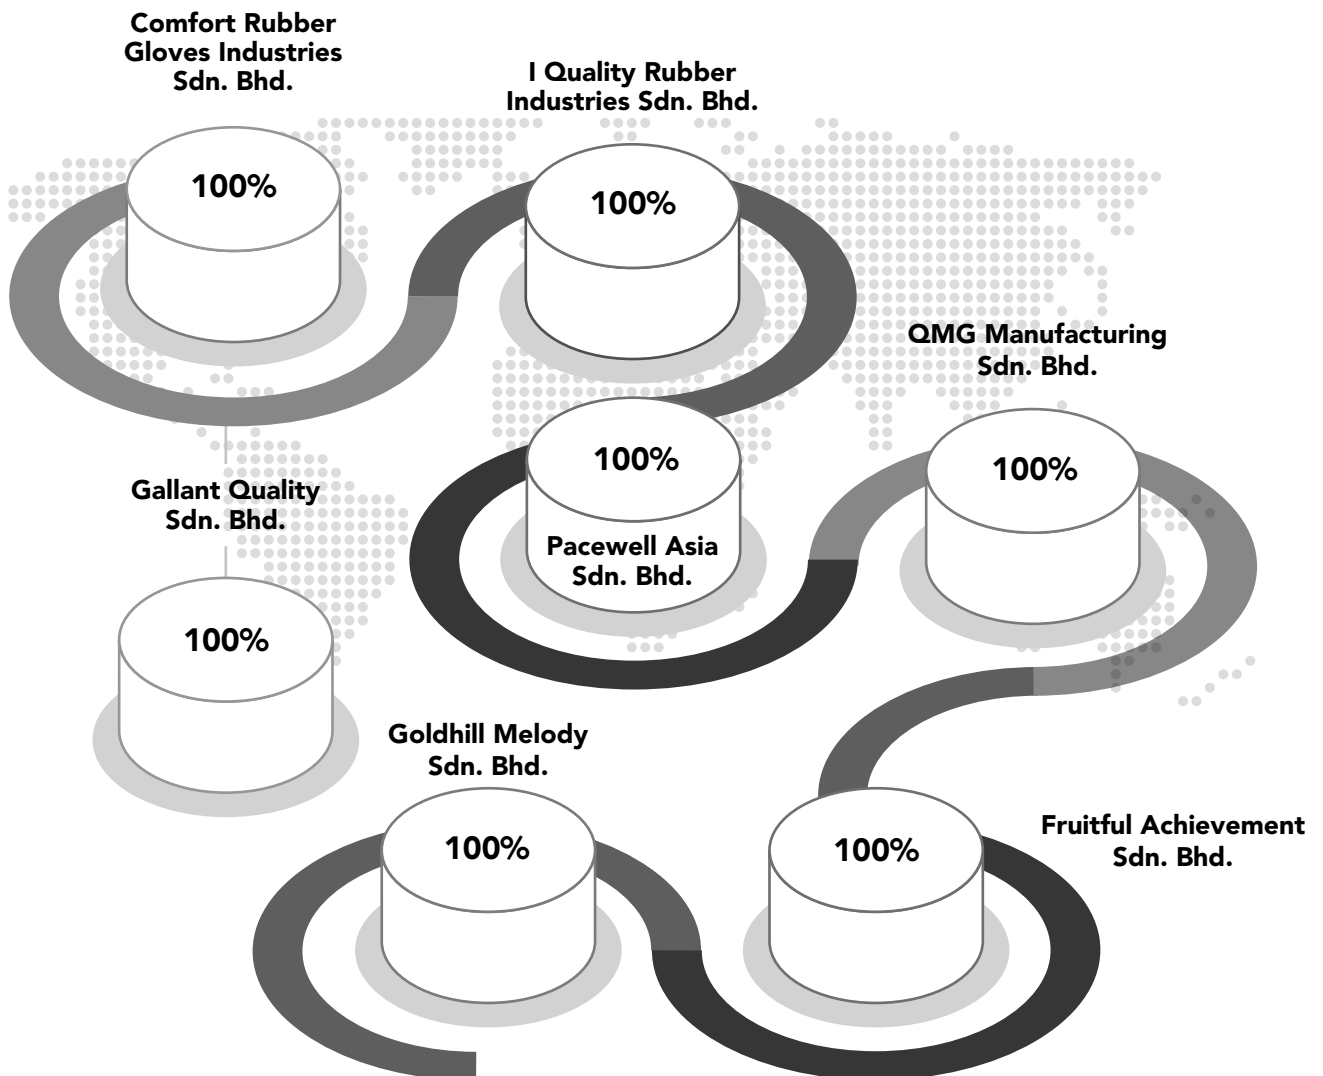 Comfort Rubber
Gloves Industries
Sdn. Bhd.
100%
I Quality Rubber
Industries Sdn. Bhd.
100%
QMG Manufacturing
Sdn. Bhd.
100%
100%
Pacewell Asia
Sdn. Bhd.
Gallant Quality
Sdn. Bhd.
100%
Goldhill Melody
Sdn. Bhd.
100%
100%
Fruitful Achievement
Sdn. Bhd.